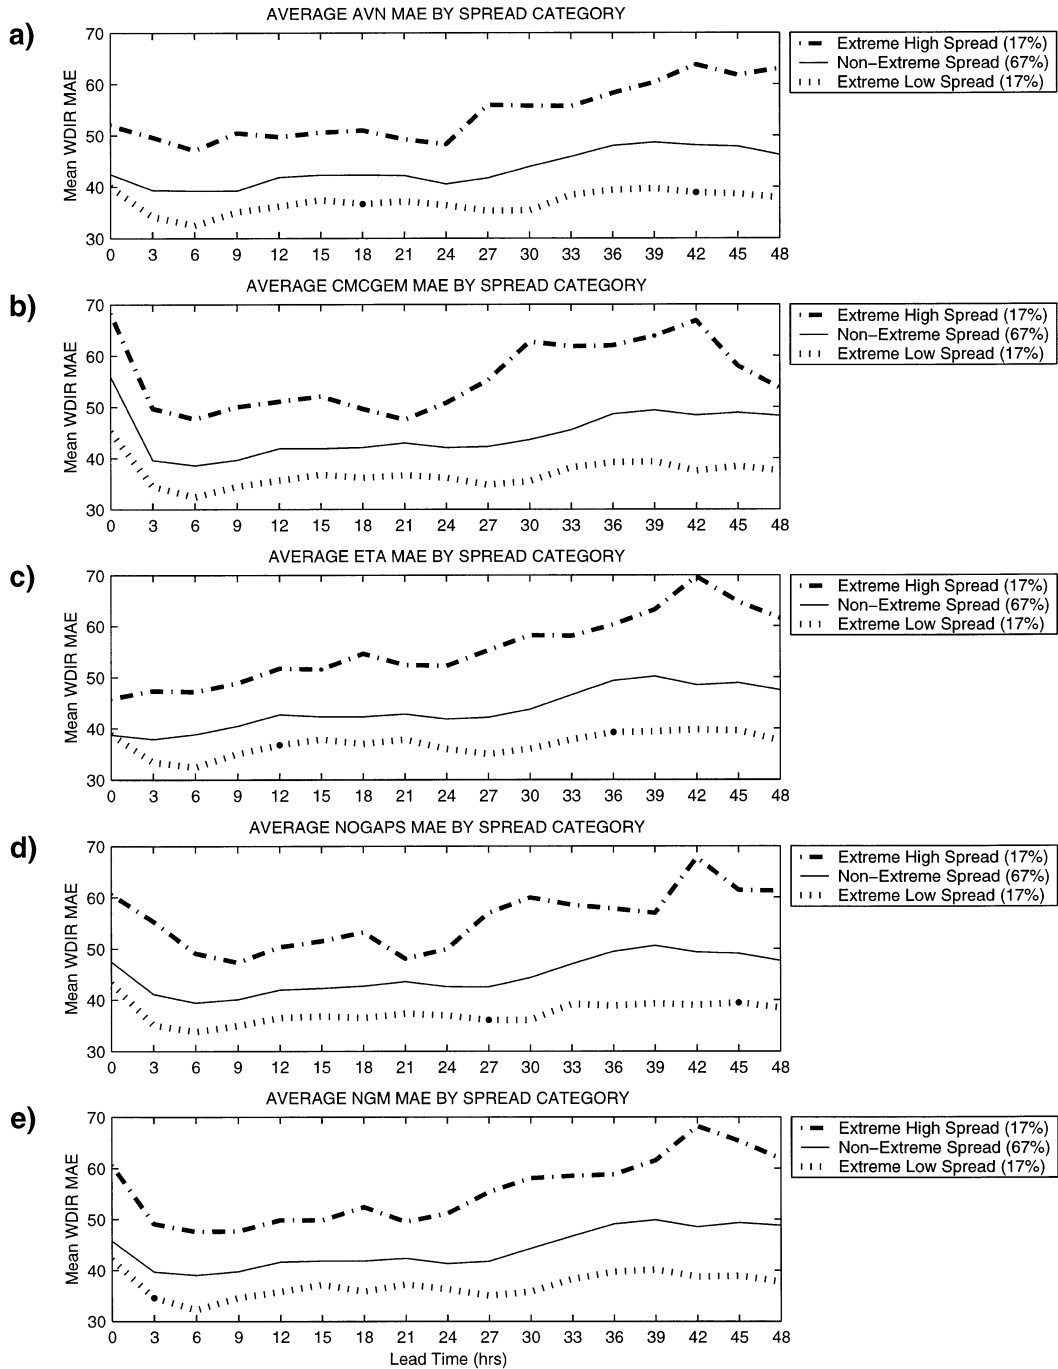 AVERAGE AVN MAE BY SPREAD CATEGORY
a)
70
60
50
40
30
Mean WDIR MAE
0 3 6 9 12 15 18 21 24 27 30 33 36 39 42 45 48
Extreme High Spread (17%)
Non-Extreme Spread (67%)
Extreme Low Spread (17%)
AVERAGE CMCGEM MAE BY SPREAD CATEGORY
b)
70
60
50
40
30
Mean WDIR MAE
0 3 6 9 12 15 18 21 24 27 30 33 36 39 42 45 48
Extreme High Spread (17%)
Non-Extreme Spread (67%)
Extreme Low Spread (17%)
AVERAGE ETA MAE BY SPREAD CATEGORY
c)
70
60
50
40
30
Mean WDIR MAE
0 3 6 9 12 15 18 21 24 27 30 33 36 39 42 45 48
Extreme High Spread (17%)
Non-Extreme Spread (67%)
Extreme Low Spread (17%)
AVERAGE NOGAPS MAE BY SPREAD CATEGORY
d)
70
60
50
40
30
Mean WDIR MAE
0 3 6 9 12 15 18 21 24 27 30 33 36 39 42 45 48
Extreme High Spread (17%)
Non-Extreme Spread (67%)
Extreme Low Spread (17%)
AVERAGE NGM MAE BY SPREAD CATEGORY
e)
70
60
50
40
30
Mean WDIR MAE
0 3 6 9 12 15 18 21 24 27 30 33 36 39 42 45 48
Lead Time (hrs)
Extreme High Spread (17%)
Non-Extreme Spread (67%)
Extreme Low Spread (17%)